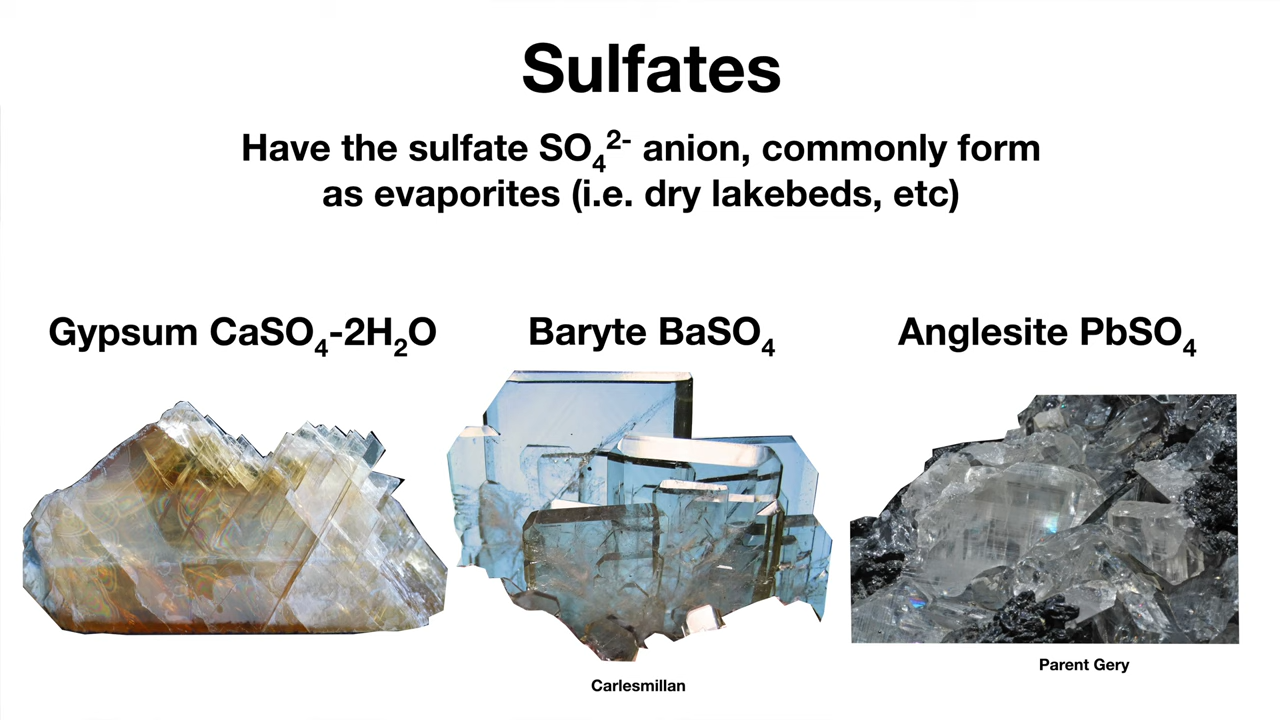 Sulfates
Have the sulfate SO₄²⁻ anion, commonly form
as evaporites (i.e. dry lakebeds, etc)
Gypsum CaSO₄-2H₂O
Baryte BaSO₄
Anglesite PbSO₄
Parent Gery
Carlesmillan